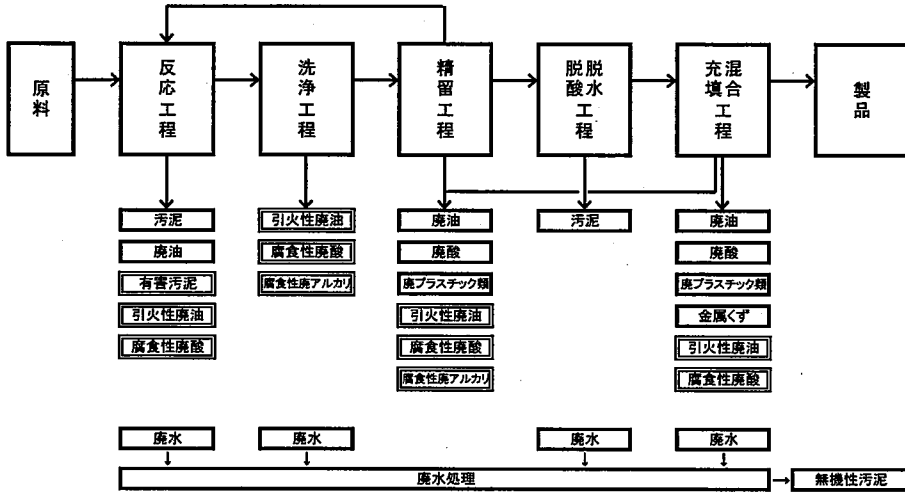 原料
反応工程
洗浄工程
精留工程
脱水
脱酸
工程
混合
充填
工程
製品
汚泥
廃油
有害汚泥
引火性廃油
腐食性廃酸
引火性廃油
腐食性廃酸
腐食性廃アルカリ
廃油
廃酸
廃プラスチック類
引火性廃油
腐食性廃酸
腐食性廃アルカリ
汚泥
廃油
廃酸
廃プラスチック類
金属くず
引火性廃油
腐食性廃酸
廃水
廃水
廃水
廃水
廃水処理
無機性汚泥